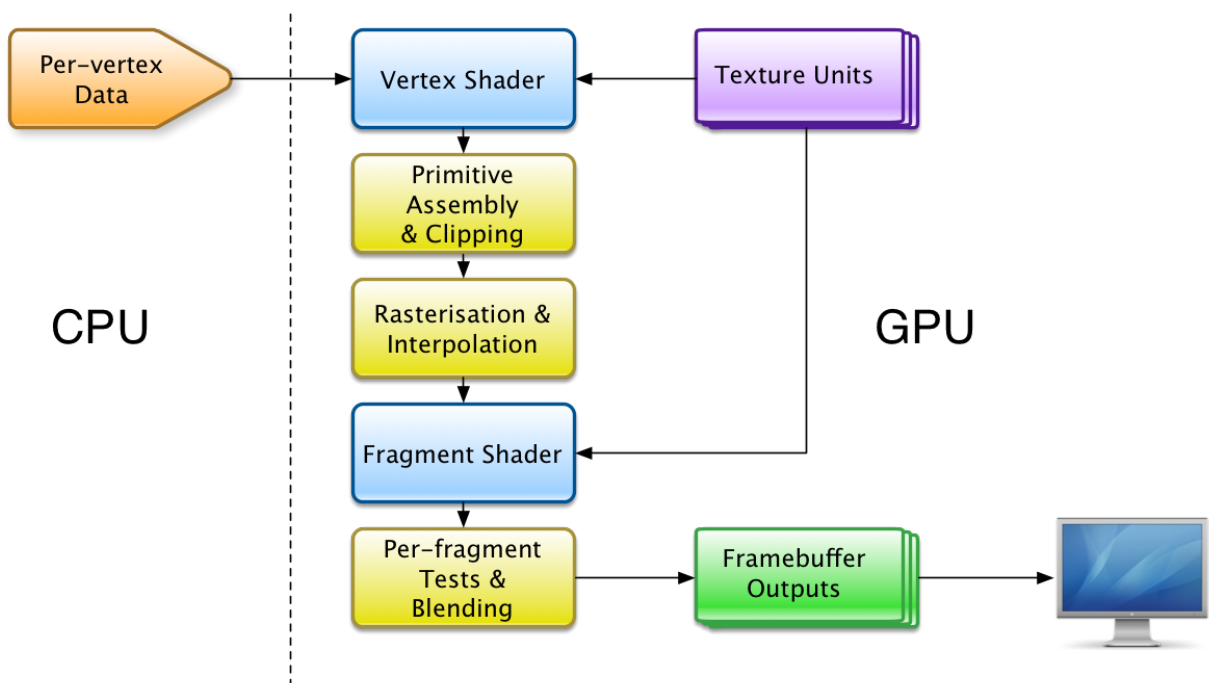 Per-vertex
Data
Vertex Shader
Texture Units
Primitive
Assembly
& Clipping
Rasterisation &
Interpolation
CPU
GPU
Fragment Shader
Per-fragment
Tests &
Blending
Framebuffer
Outputs